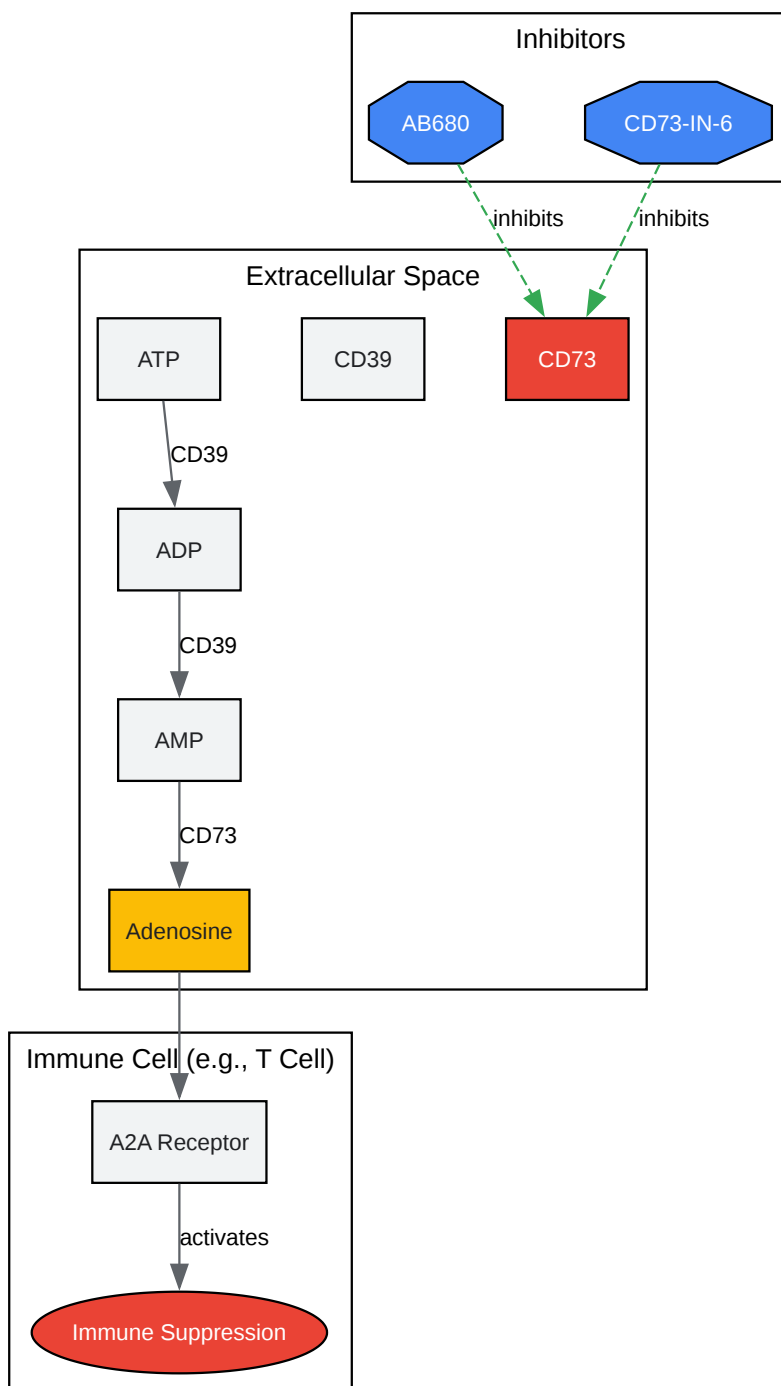 Inhibitors
AB680
CD73-IN-6
inhibits
inhibits
Extracellular Space
ATP
CD39
CD73
CD39
ADP
CD39
AMP
CD73
Adenosine
Immune Cell (e.g., T Cell)
A2A Receptor
activates
Immune Suppression